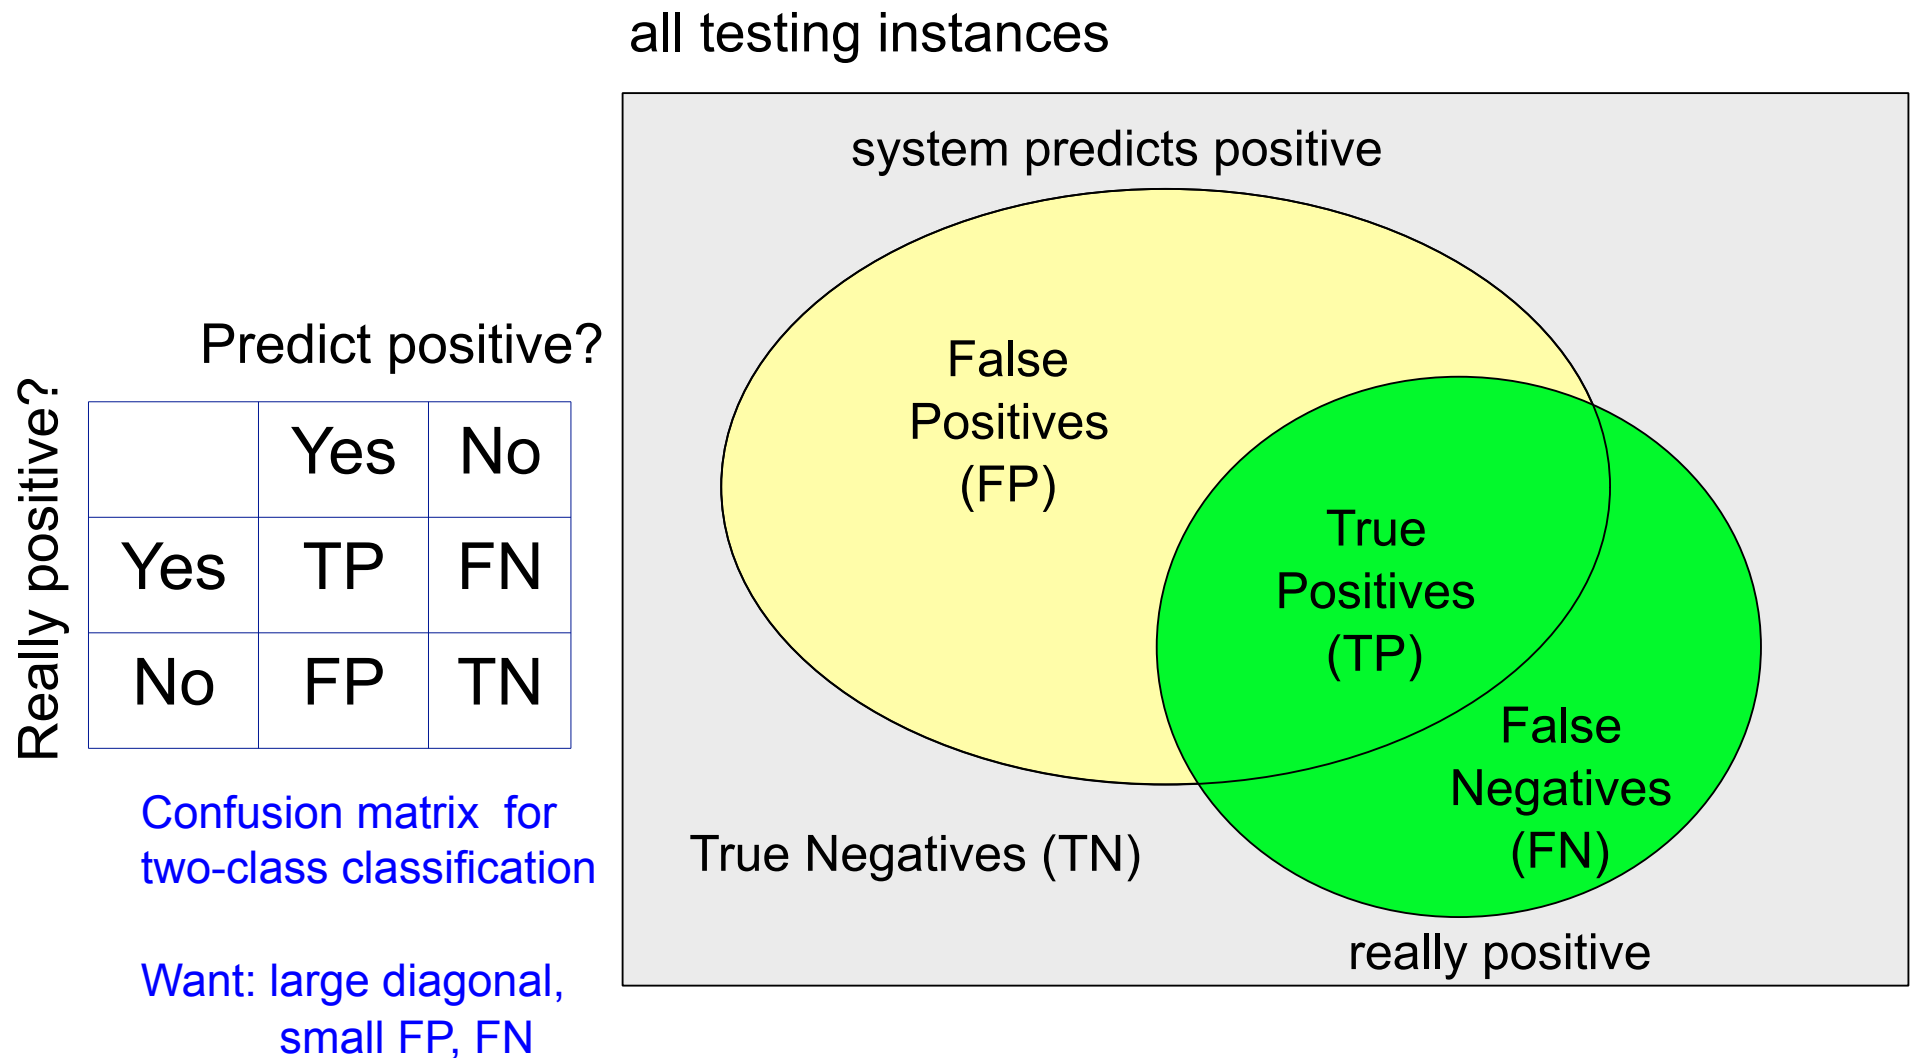 all testing instances
system predicts positive
False
Positives
(FP)
True
Positives
(TP)
False
Negatives
(FN)
True Negatives (TN)
really positive
Predict positive?
Really positive?
Yes No
Yes TP FN
No FP TN
Confusion matrix for
two-class classification
Want: large diagonal,
small FP, FN